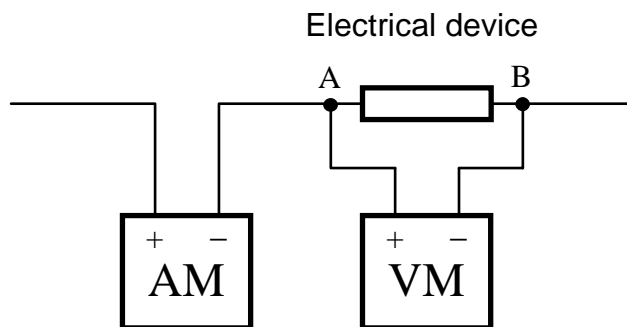 Electrical device
A B
+ − + −
AM VM